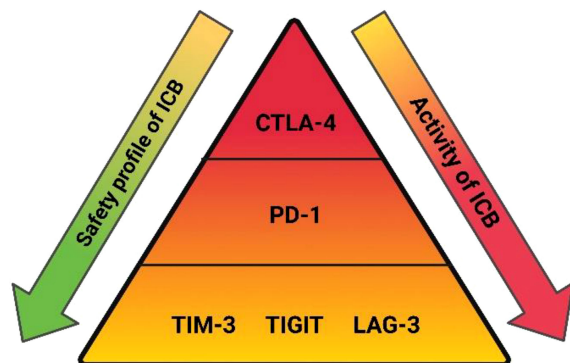 Safety profile of ICB
Activity of ICB
CTLA-4
PD-1
TIM-3 TIGIT LAG-3